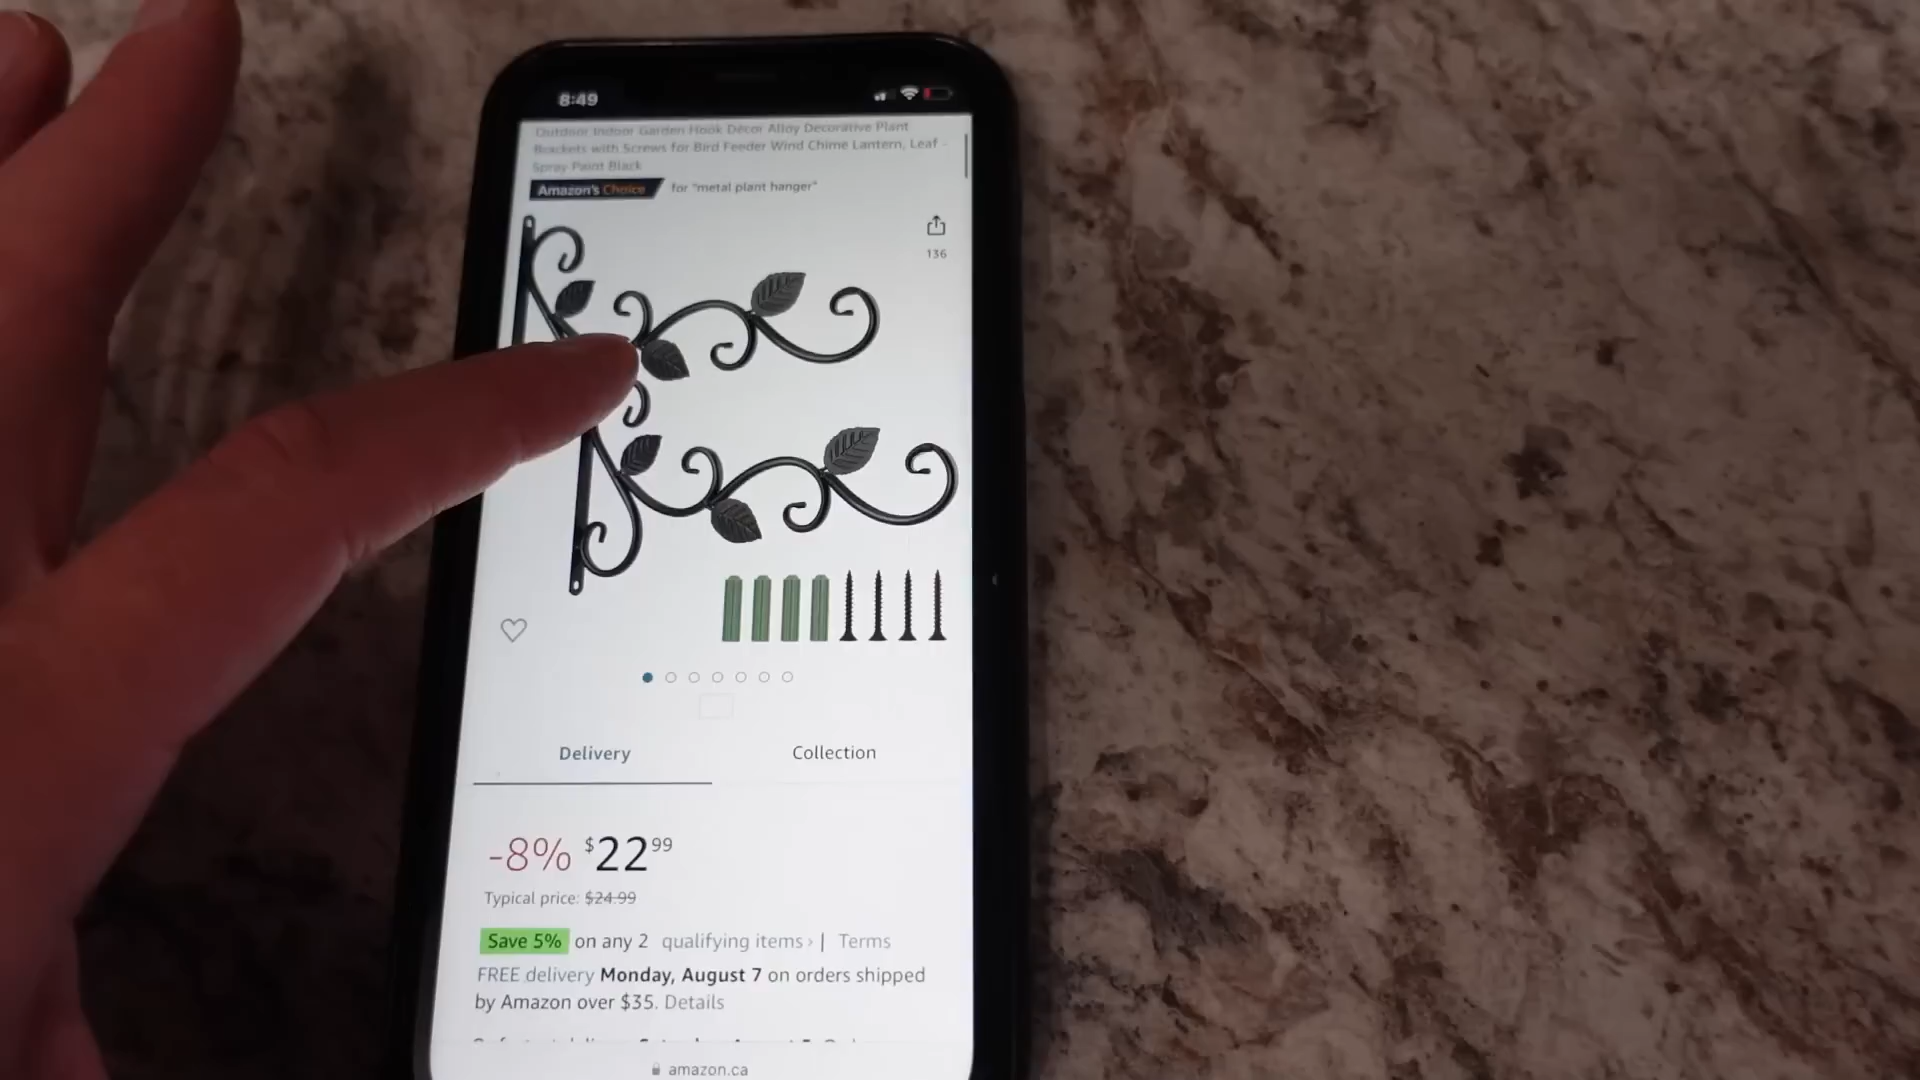 8:49
Outdoor Indoor Garden Hook Decor Alloy Decorative Plant
Brackets with Screws for Bird Feeder Wind Chime Lantern, Leaf -
Spray Paint Black
Amazon's Choice for "metal plant hanger"
136
Delivery Collection
-8% $22 99
Typical price: $24.99
Save 5% on any 2 qualifying items › | Terms
FREE delivery Monday, August 7 on orders shipped
by Amazon over $35. Details
amazon.ca